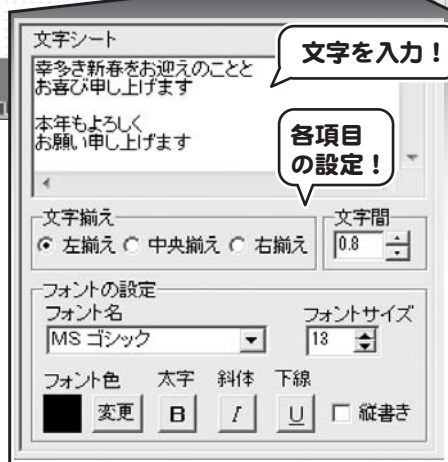 文字シート
文字を入力！
幸多き新春をお迎えのことと
お喜び申し上げます
本年もよろしく
お願い申し上げます
各項目
の設定！
文字揃え
左揃え 中央揃え 右揃え
文字間
0.8
フォントの設定
フォント名
フォントサイズ
MS ゴシック
13
フォント色 太字 斜体 下線
変更 B I U 縦書き